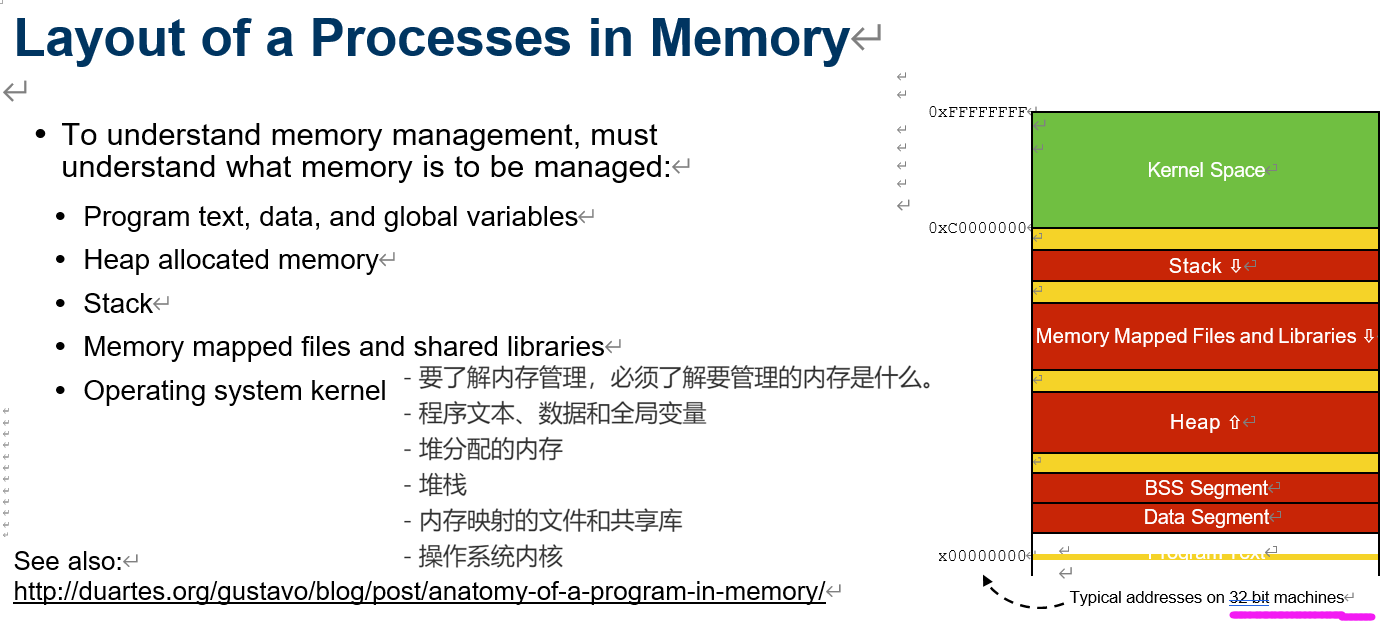 Layout of a Processes in Memory
• To understand memory management, must
understand what memory is to be managed:
• Program text, data, and global variables
• Heap allocated memory
• Stack
• Memory mapped files and shared libraries
• Operating system kernel
- 要了解内存管理，必须了解要管理的内存是什么。
- 程序文本、数据和全局变量
- 堆分配的内存
- 堆栈
- 内存映射的文件和共享库
- 操作系统内核
See also:
http://duartes.org/gustavo/blog/post/anatomy-of-a-program-in-memory/
0xFFFFFFFF
Kernel Space
0xC0000000
Stack ⇩
Memory Mapped Files and Libraries ⇩
Heap ⇧
BSS Segment
Data Segment
Program Text
x00000000
Typical addresses on 32 bit machines